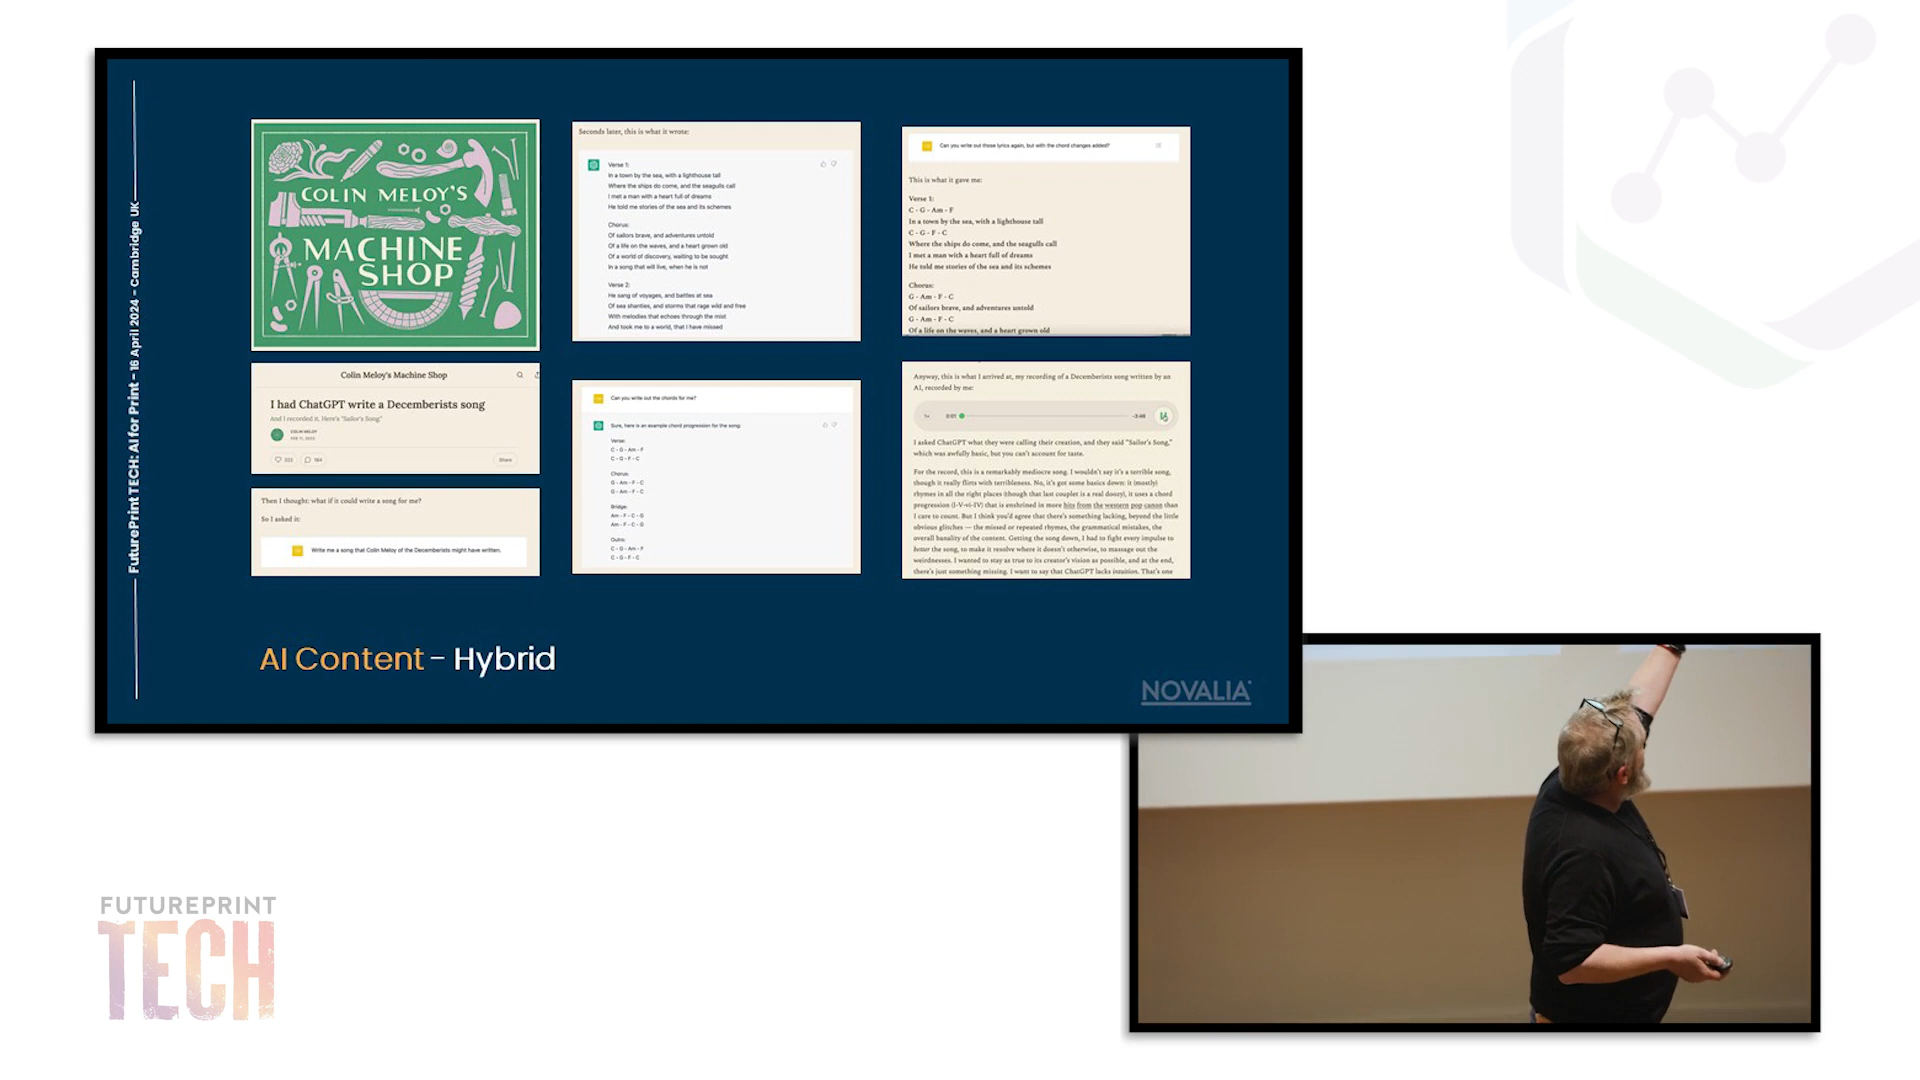 FuturePrint TECH: AI for Print - 16 April 2024 - Cambridge UK
COLIN MELOY'S
MACHINE
SHOP
Colin Meloy's Machine Shop
I had ChatGPT write a Decemberists song
And I recorded it. Here's "Sailor's Song."
COLIN MELOY
FEB 11, 2023
Share
Then I thought: what if it could write a song for me?
So I asked it:
Write me a song that Colin Meloy of the Decemberists might have written.
Seconds later, this is what it wrote:
Verse 1:
In a town by the sea, with a lighthouse tall
Where the ships do come, and the seagulls call
I met a man with a heart full of dreams
He told me stories of the sea and its schemes
Chorus:
Of sailors brave, and adventures untold
Of a life on the waves, and a heart grown old
Of a world of discovery, waiting to be sought
In a song that will live, when he is not
Verse 2:
He sang of voyages, and battles at sea
Of sea shanties, and storms that rage wild and free
With melodies that echoes through the mist
And took me to a world, that I have missed
Can you write out the chords for me?
Sure, here is an example chord progression for the song:
Verse:
C - G - Am - F
C - G - F - C
Chorus:
G - Am - F - C
G - Am - F - C
Bridge:
Am - F - C - G
Am - F - C - G
Outro:
C - G - Am - F
C - G - F - C
Can you write out those lyrics again, but with the chord changes added?
This is what it gave me:
Verse 1:
C - G - Am - F
In a town by the sea, with a lighthouse tall
C - G - F - C
Where the ships do come, and the seagulls call
I met a man with a heart full of dreams
He told me stories of the sea and its schemes
Chorus:
G - Am - F - C
Of sailors brave, and adventures untold
G - Am - F - C
Of a life on the waves, and a heart grown old
Anyway, this is what I arrived at, my recording of a Decemberists song written by an
AI, recorded by me:
1x 0:01 -3:48
I asked ChatGPT what they were calling their creation, and they said "Sailor's Song,"
which was awfully basic, but you can't account for taste.
For the record, this is a remarkably mediocre song. I wouldn't say it's a terrible song,
though it really flirts with terribleness. No, it's got some basics down: it (mostly)
rhymes in all the right places (though that last couplet is a real doozy), it uses a chord
progression (I-V-vi-IV) that is enshrined in more hits from the western pop canon than
I care to count. But I think you'd agree that there's something lacking, beyond the little
obvious glitches — the missed or repeated rhymes, the grammatical mistakes, the
overall banality of the content. Getting the song down, I had to fight every impulse to
better the song, to make it resolve where it doesn't otherwise, to massage out the
weirdnesses. I wanted to stay as true to its creator's vision as possible, and at the end,
there's just something missing. I want to say that ChatGPT lacks intuition. That's one
AI Content - Hybrid
NOVALIA
FUTUREPRINT
TECH